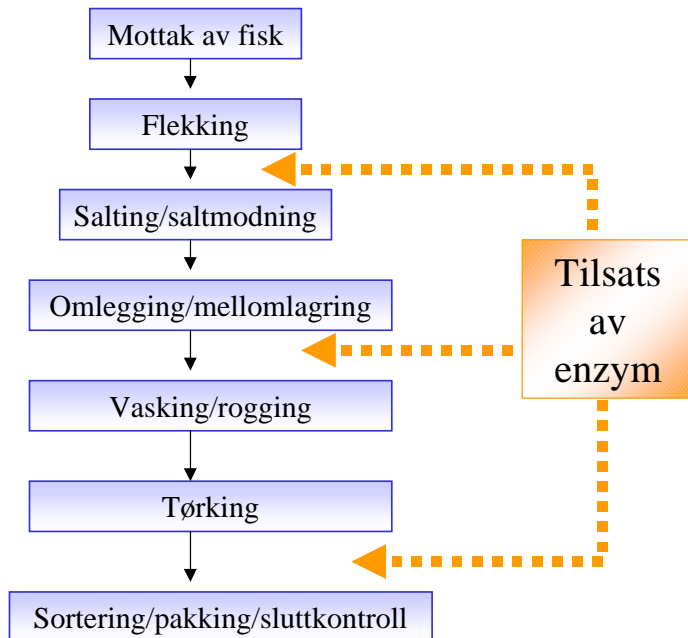 Mottak av fisk
Flekking
Salting/saltmodning
Omlegging/mellomlagring
Vasking/rogging
Tørking
Sortering/pakking/sluttkontroll
Tilsats
av
enzym